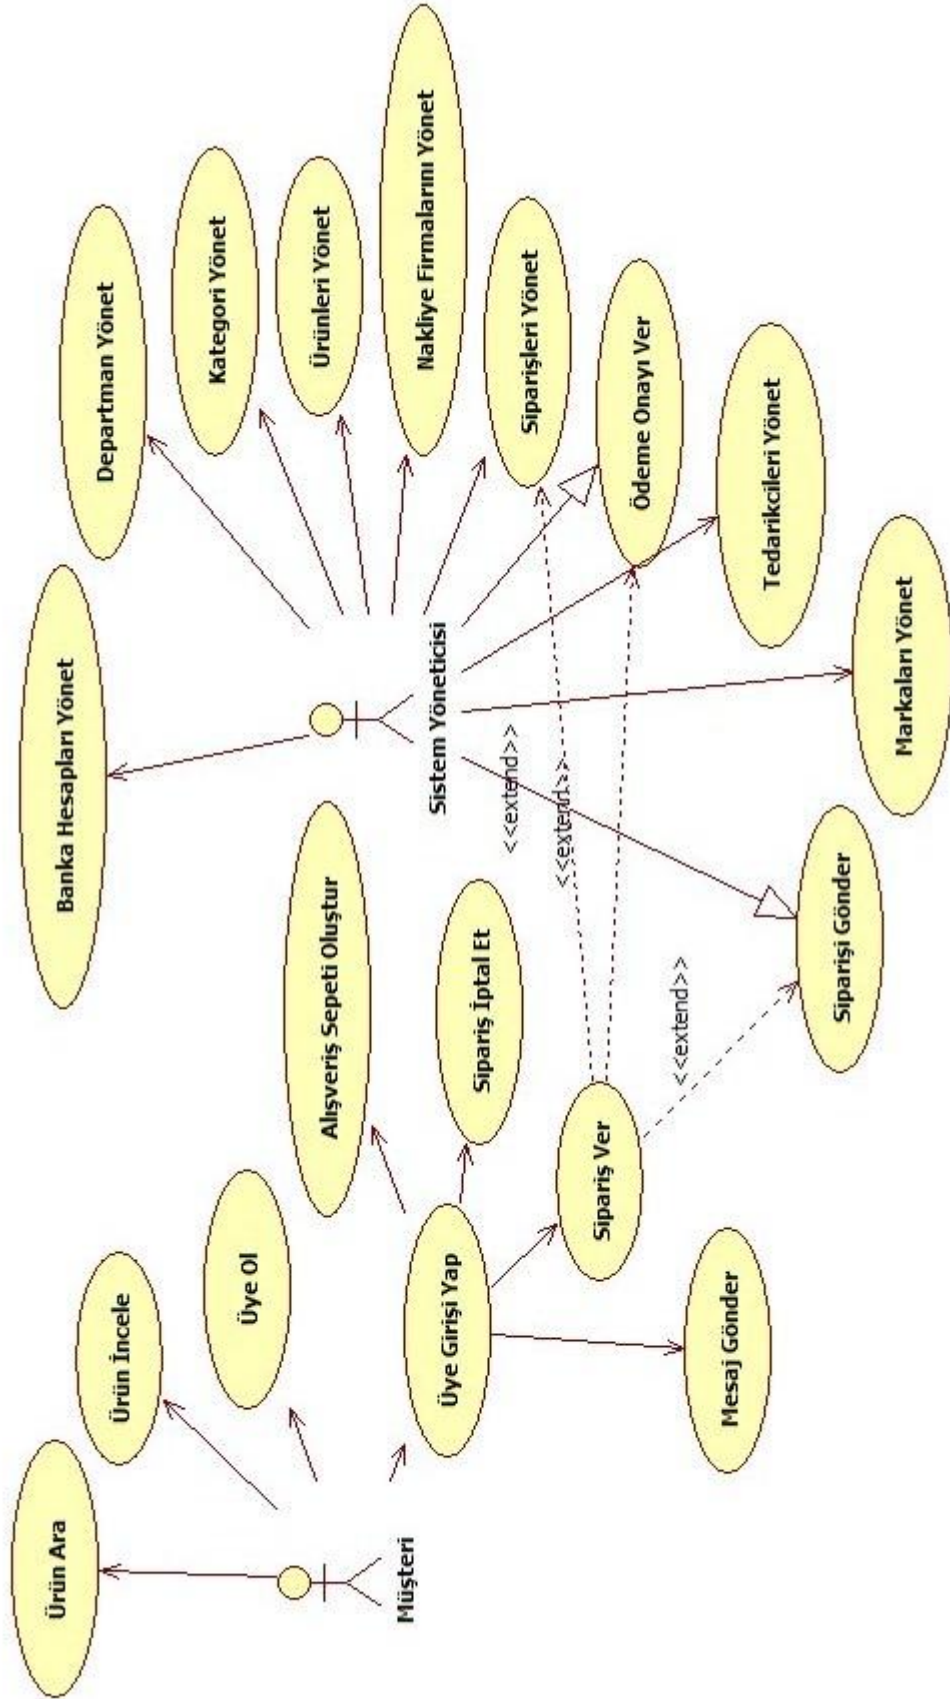 Ürün Ara
Ürün İncele
Üye Ol
Müşteri
Üye Girişi Yap
Mesaj Gönder
Alışveriş Sepeti Oluştur
Sipariş İptal Et
Sipariş Ver
<<extend>>
<<extend>>
<<extend>>
Siparişi Gönder
Banka Hesapları Yönet
Sistem Yöneticisi
Departman Yönet
Kategori Yönet
Ürünleri Yönet
Nakliye Firmalarını Yönet
Siparişleri Yönet
Ödeme Onayı Ver
Tedarikcileri Yönet
Markaları Yönet